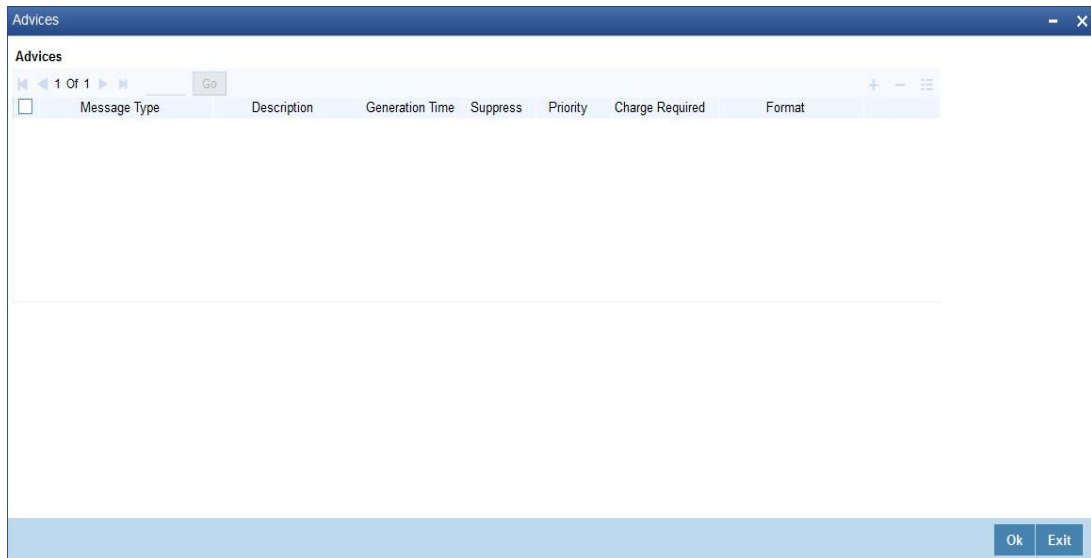 Advices
Advices
1 Of 1 Go
Message Type Description Generation Time Suppress Priority Charge Required Format
Ok Exit